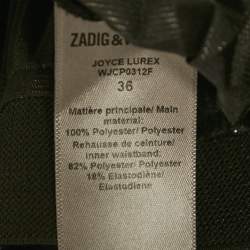 ZADIG&
JOYCE LUREX
WJCP0312F
36
Matière principale/ Main
material:
100% Polyester/ Polyester
Rehausse de ceinture/
inner waistband:
82% Polyester/ Polyester
18% Elastodiène/
Elastodiene